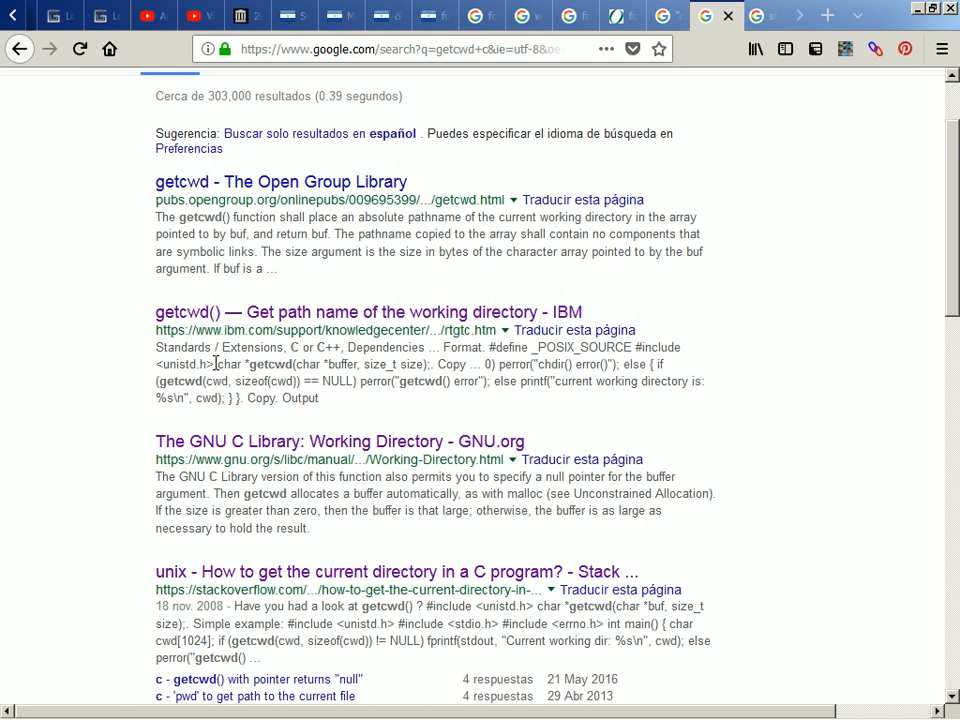 https://www.google.com/search?q=getcwd+c&ie=utf-8&oe
Cerca de 303,000 resultados (0.39 segundos)
Sugerencia: Buscar solo resultados en español . Puedes especificar el idioma de búsqueda en
Preferencias
getcwd - The Open Group Library
pubs.opengroup.org/onlinepubs/009695399/.../getcwd.html ▼ Traducir esta página
The getcwd() function shall place an absolute pathname of the current working directory in the array
pointed to by buf, and return buf. The pathname copied to the array shall contain no components that
are symbolic links. The size argument is the size in bytes of the character array pointed to by the buf
argument. If buf is a ...
getcwd() — Get path name of the working directory - IBM
https://www.ibm.com/support/knowledgecenter/.../rtgtc.htm ▼ Traducir esta página
Standards / Extensions, C or C++, Dependencies ... Format. #define _POSIX_SOURCE #include
<unistd.h> char *getcwd(char *buffer, size_t size);. Copy ... 0) perror("chdir() error()"); else { if
(getcwd(cwd, sizeof(cwd)) == NULL) perror("getcwd() error"); else printf("current working directory is:
%s\n", cwd); } }. Copy. Output
The GNU C Library: Working Directory - GNU.org
https://www.gnu.org/s/libc/manual/.../Working-Directory.html ▼ Traducir esta página
The GNU C Library version of this function also permits you to specify a null pointer for the buffer
argument. Then getcwd allocates a buffer automatically, as with malloc (see Unconstrained Allocation).
If the size is greater than zero, then the buffer is that large; otherwise, the buffer is as large as
necessary to hold the result.
unix - How to get the current directory in a C program? - Stack ...
https://stackoverflow.com/.../how-to-get-the-current-directory-in-... ▼ Traducir esta página
18 nov. 2008 - Have you had a look at getcwd() ? #include <unistd.h> char *getcwd(char *buf, size_t
size);. Simple example: #include <unistd.h> #include <stdio.h> #include <errno.h> int main() { char
cwd[1024]; if (getcwd(cwd, sizeof(cwd)) != NULL) fprintf(stdout, "Current working dir: %s\n", cwd); else
perror("getcwd() ...
c - getcwd() with pointer returns "null" 4 respuestas 21 May 2016
c - 'pwd' to get path to the current file 4 respuestas 29 Abr 2013